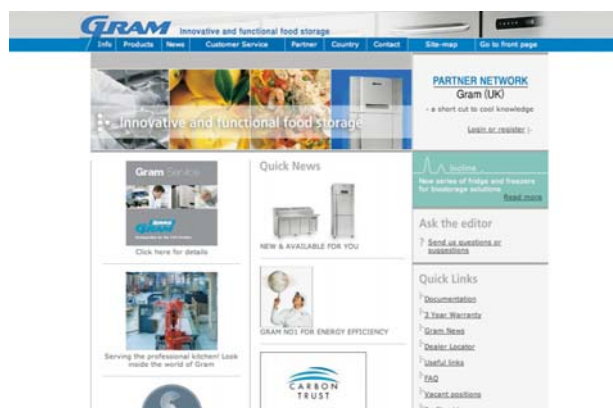 GRAM Innovative and functional food storage
Info Products News Customer Service Partner Country Contact Site-map Go to front page
Innovative and functional food storage
PARTNER NETWORK
Gram (UK)
- a short cut to cool knowledge
Login or register
Gram Service
GRAM
Click here for details
Serving the professional kitchen! Look
inside the world of Gram
Quick News
NEW & AVAILABLE FOR YOU
GRAM NO1 FOR ENERGY EFFICIENCY
CARBON
TRUST
bioline
New series of fridge and freezers
for biostorage solutions
Read more
Ask the editor
? Send us questions or
suggestions
Quick Links
Documentation
2 Year Warranty
Gram News
Dealer Locator
Useful links
FAQ
Vacant positions